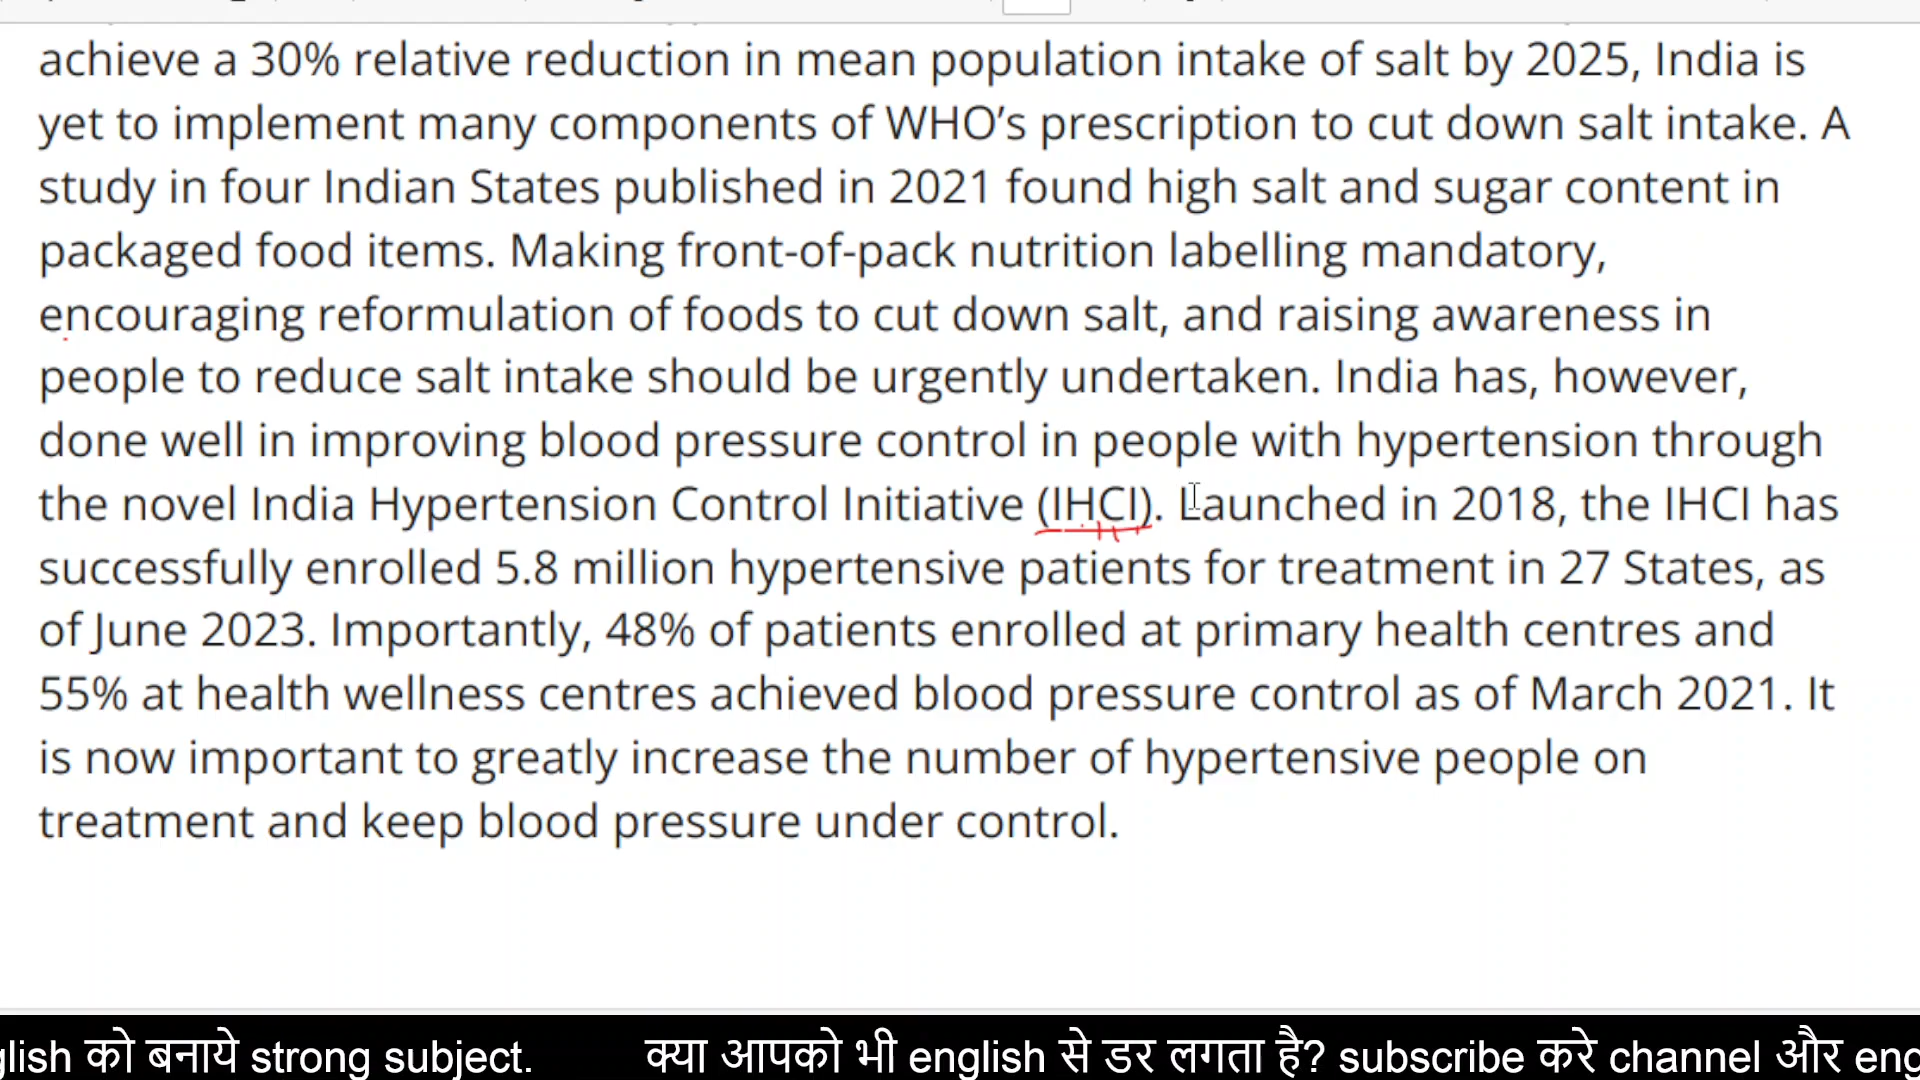 achieve a 30% relative reduction in mean population intake of salt by 2025, India is
yet to implement many components of WHO’s prescription to cut down salt intake. A
study in four Indian States published in 2021 found high salt and sugar content in
packaged food items. Making front-of-pack nutrition labelling mandatory,
encouraging reformulation of foods to cut down salt, and raising awareness in
people to reduce salt intake should be urgently undertaken. India has, however,
done well in improving blood pressure control in people with hypertension through
the novel India Hypertension Control Initiative (IHCI). Launched in 2018, the IHCI has
successfully enrolled 5.8 million hypertensive patients for treatment in 27 States, as
of June 2023. Importantly, 48% of patients enrolled at primary health centres and
55% at health wellness centres achieved blood pressure control as of March 2021. It
is now important to greatly increase the number of hypertensive people on
treatment and keep blood pressure under control.
glish को बनाये strong subject. क्या आपको भी english से डर लगता है? subscribe करे channel और eng